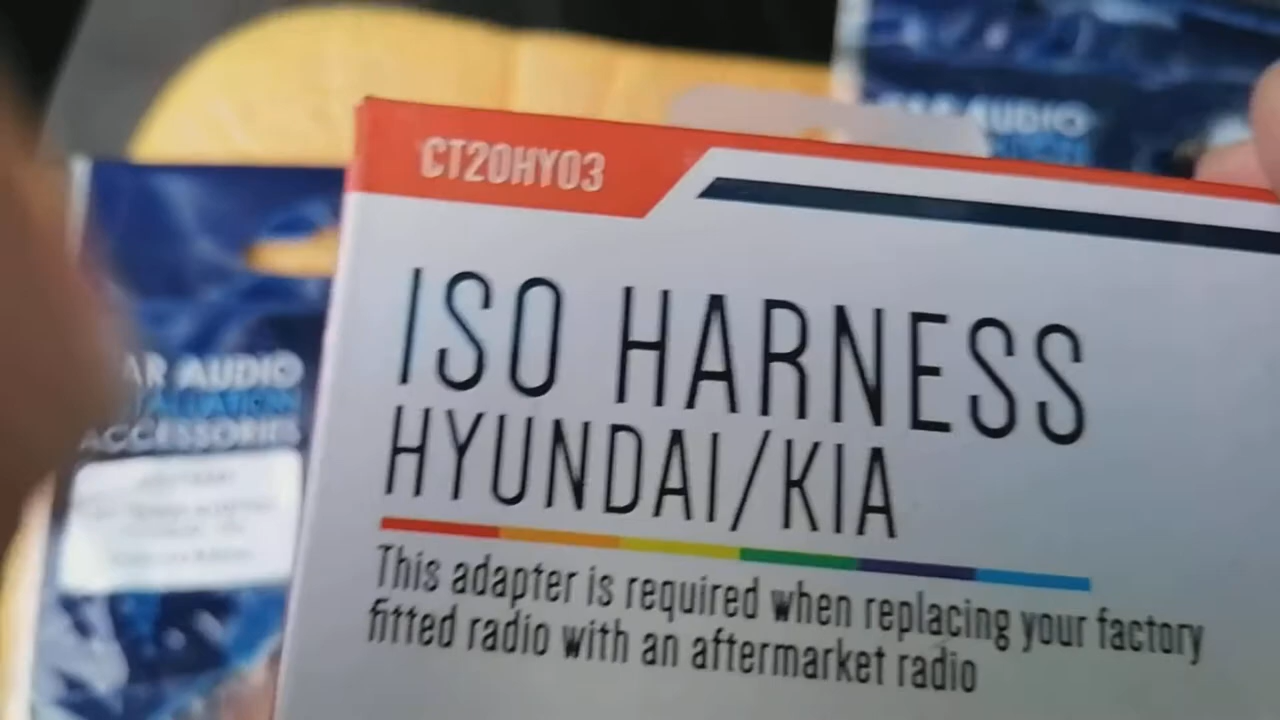 CT20HY03
ISO HARNESS
HYUNDAI/KIA
This adapter is required when replacing your factory
fitted radio with an aftermarket radio
AUDIO
AUDIO
ACCESSORIES